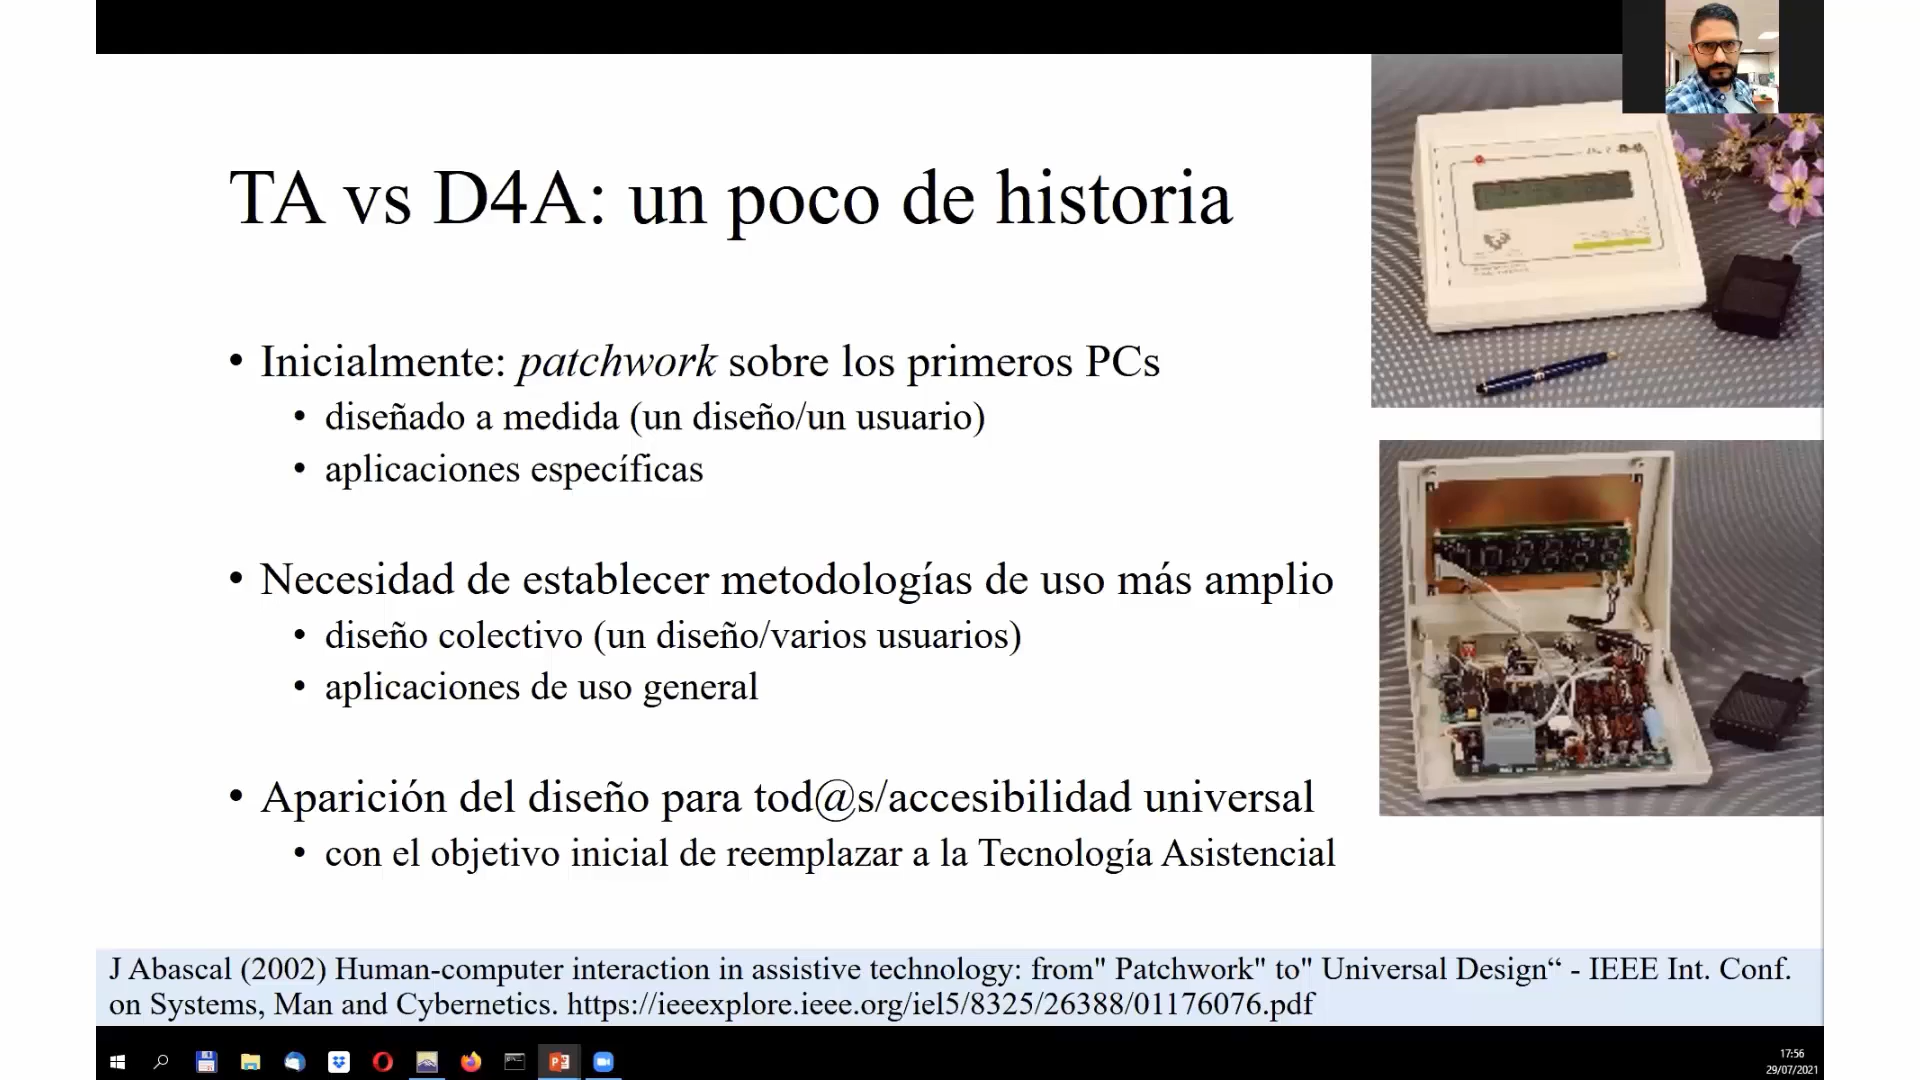 TA vs D4A: un poco de historia
• Inicialmente: patchwork sobre los primeros PCs
• diseñado a medida (un diseño/un usuario)
• aplicaciones específicas
• Necesidad de establecer metodologías de uso más amplio
• diseño colectivo (un diseño/varios usuarios)
• aplicaciones de uso general
• Aparición del diseño para tod@s/accesibilidad universal
• con el objetivo inicial de reemplazar a la Tecnología Asistencial
J Abascal (2002) Human-computer interaction in assistive technology: from" Patchwork" to" Universal Design“ - IEEE Int. Conf.
on Systems, Man and Cybernetics. https://ieeexplore.ieee.org/iel5/8325/26388/01176076.pdf
17:56
29/07/2021